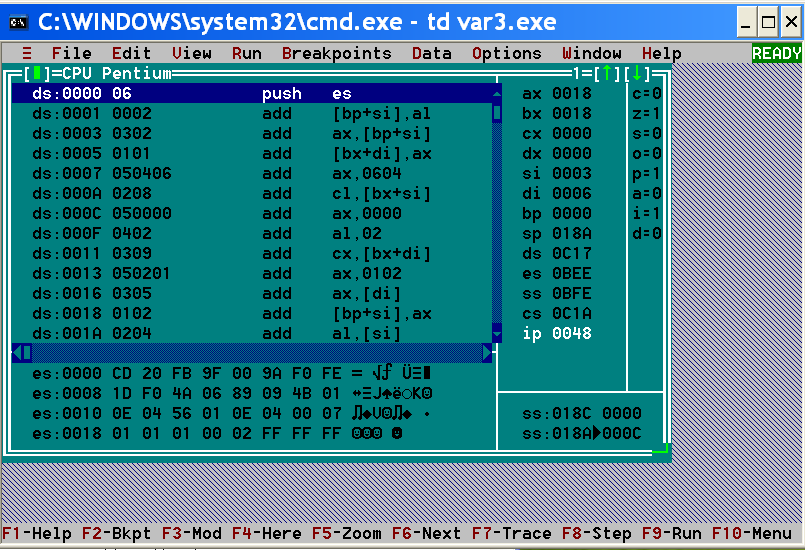 C:\WINDOWS\system32\cmd.exe - td var3.exe
≡ File Edit View Run Breakpoints Data Options Window Help READY
[■]=CPU Pentium 1=[↑][↓]
ds:0000 06 push es ax 0018 c=0
ds:0001 0002 add [bp+si],al bx 0018 z=1
ds:0003 0302 add ax,[bp+si] cx 0000 s=0
ds:0005 0101 add [bx+di],ax dx 0000 o=0
ds:0007 050406 add ax,0604 si 0003 p=1
ds:000A 0208 add cl,[bx+si] di 0006 a=0
ds:000C 050000 add ax,0000 bp 0000 i=1
ds:000F 0402 add al,02 sp 018A d=0
ds:0011 0309 add cx,[bx+di] ds 0C17
ds:0013 050201 add ax,0102 es 0BEE
ds:0016 0305 add ax,[di] ss 0BFE
ds:0018 0102 add [bp+si],ax cs 0C1A
ds:001A 0204 add al,[si] ip 0048
es:0000 CD 20 FB 9F 00 9A F0 FE = √ƒ Ü≡■
es:0008 1D F0 4A 06 89 09 4B 01 ↔≡J♠ë○K☺
es:0010 0E 04 56 01 0E 04 00 07 ♫♦V☺♫♦ •
es:0018 01 01 01 00 02 FF FF FF ☺☺☺ ☻
ss:018C 0000
ss:018A▶000C
F1-Help F2-Bkpt F3-Mod F4-Here F5-Zoom F6-Next F7-Trace F8-Step F9-Run F10-Menu